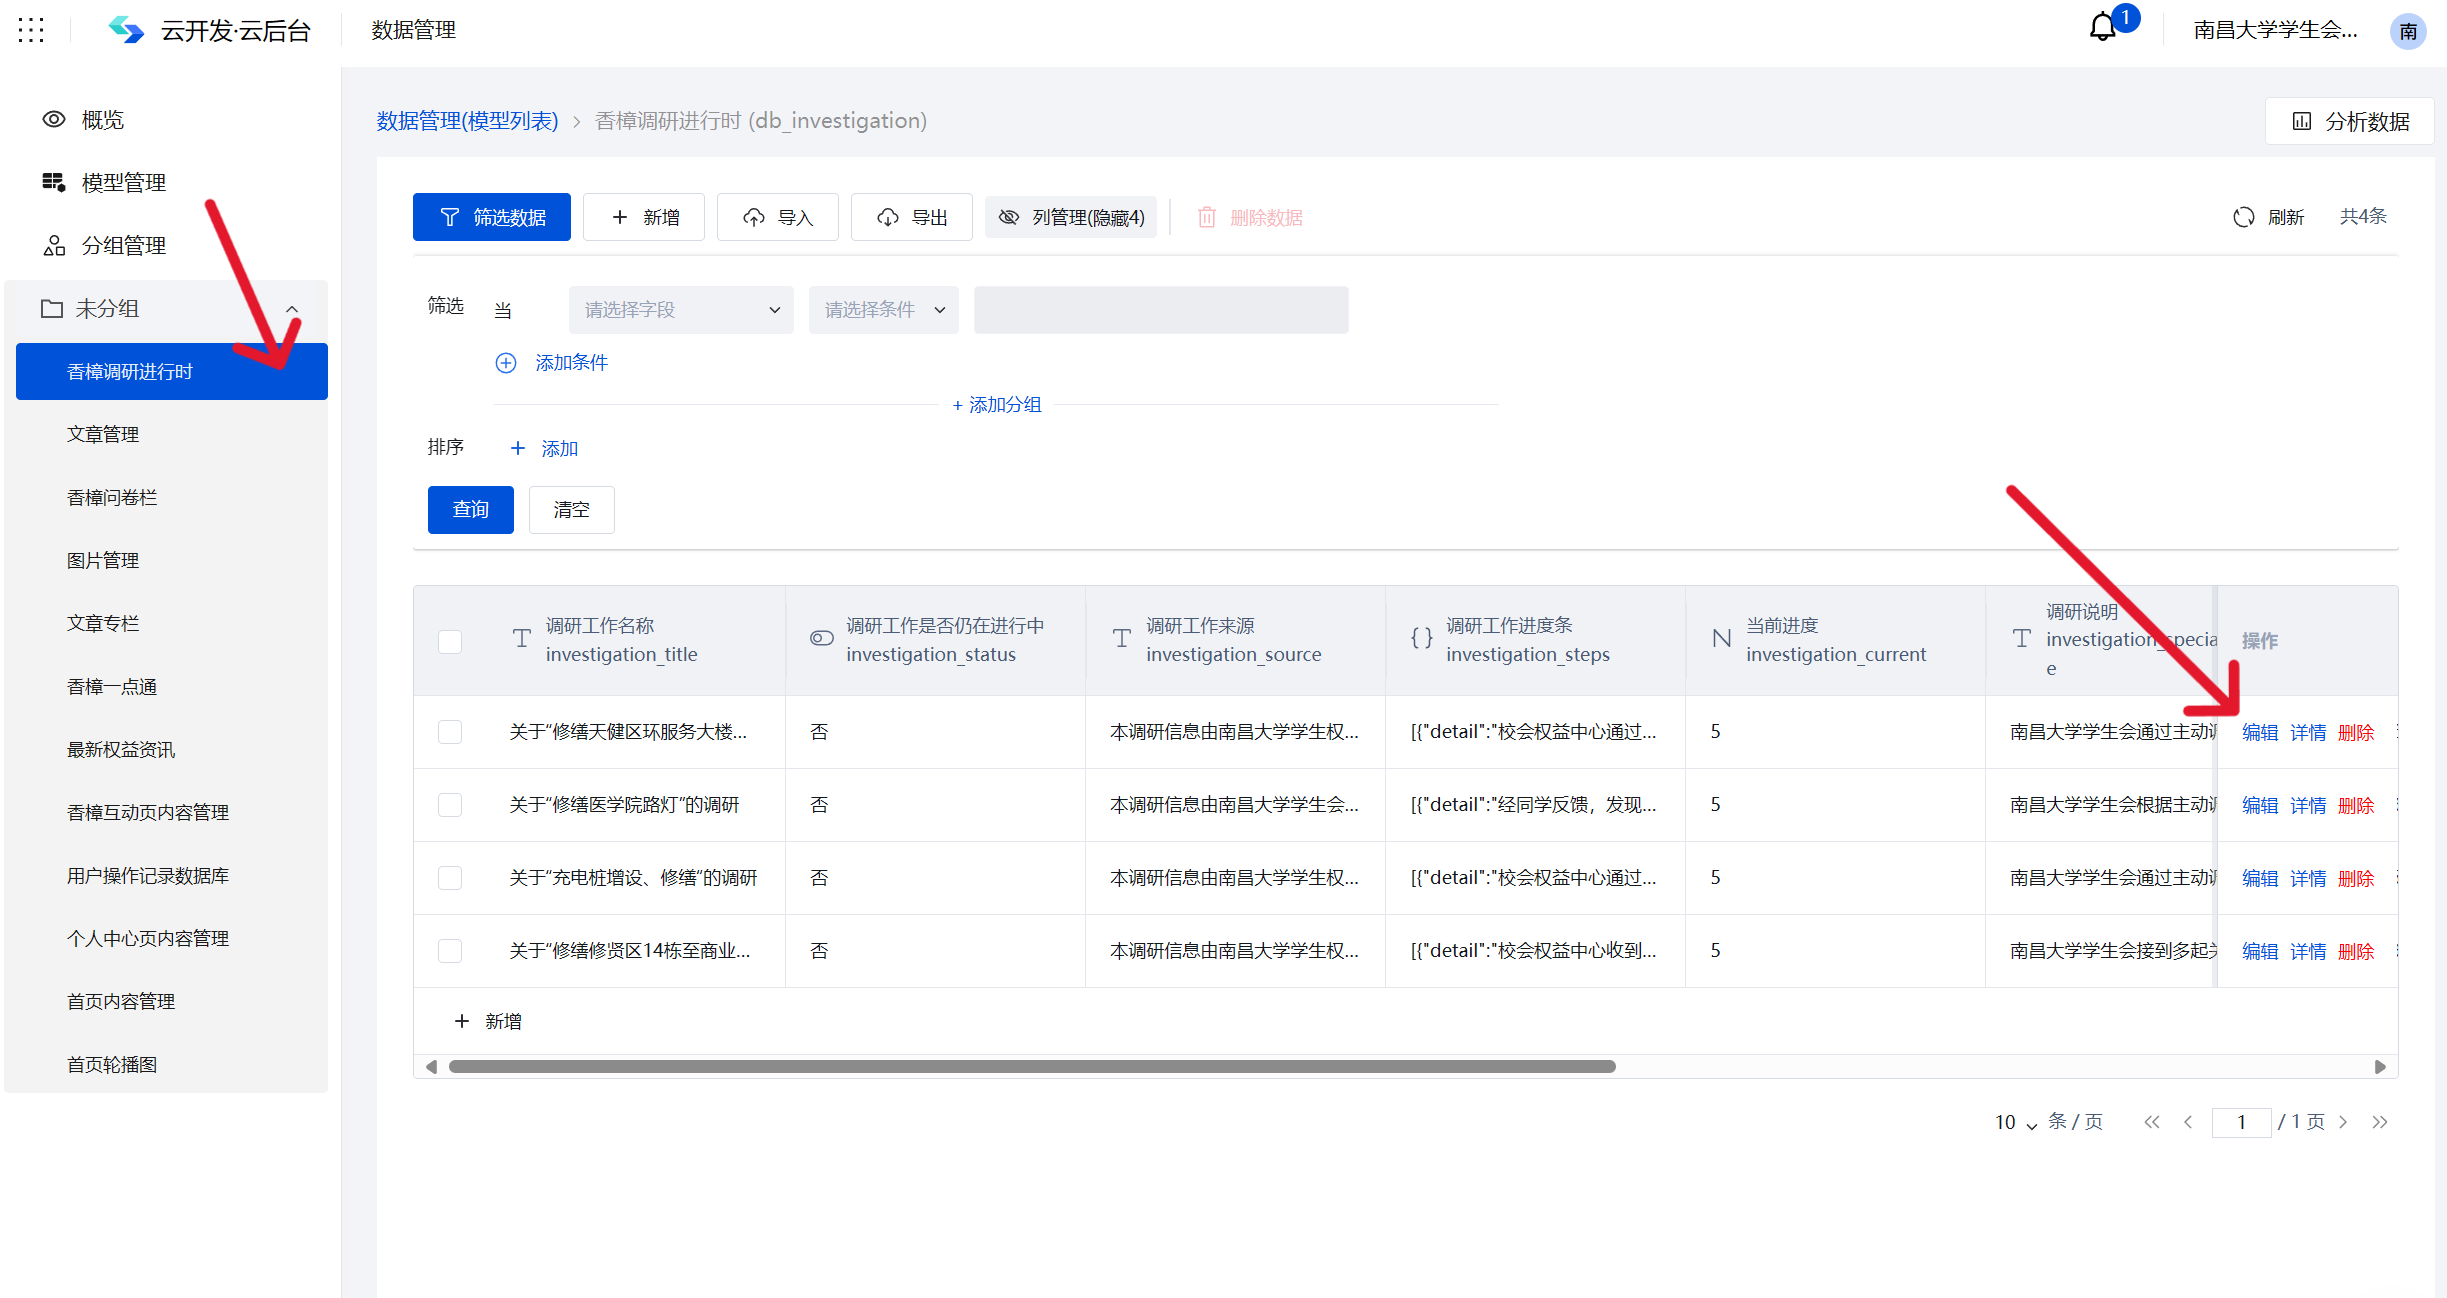 云开发·云后台
数据管理
1
南昌大学学生会...
南
概览
模型管理
分组管理
未分组
香樟调研进行时
文章管理
香樟问卷栏
图片管理
文章专栏
香樟一点通
最新权益资讯
香樟互动页内容管理
用户操作记录数据库
个人中心页内容管理
首页内容管理
首页轮播图
数据管理(模型列表) > 香樟调研进行时 (db_investigation)
分析数据
筛选数据
+ 新增
导入
导出
列管理(隐藏4)
删除数据
刷新
共4条
筛选 当 请选择字段 请选择条件
添加条件
+ 添加分组
排序 + 添加
查询 清空
调研工作名称
investigation_title
调研工作是否仍在进行中
investigation_status
调研工作来源
investigation_source
调研工作进度条
investigation_steps
当前进度
investigation_current
调研说明
investigation_specia
e
操作
关于“修缮天健区环服务大楼... 否 本调研信息由南昌大学学生权... [{"detail":"校会权益中心通过... 5 南昌大学学生会通过主动 编辑 详情 删除
关于“修缮医学院路灯”的调研 否 本调研信息由南昌大学学生会... [{"detail":"经同学反馈，发现... 5 南昌大学学生会根据主动 编辑 详情 删除
关于“充电桩增设、修缮”的调研 否 本调研信息由南昌大学学生权... [{"detail":"校会权益中心通过... 5 南昌大学学生会通过主动 编辑 详情 删除
关于“修缮修贤区14栋至商业... 否 本调研信息由南昌大学学生权... [{"detail":"校会权益中心收到... 5 南昌大学学生会接到多起 编辑 详情 删除
+ 新增
10 条 / 页 1 / 1 页